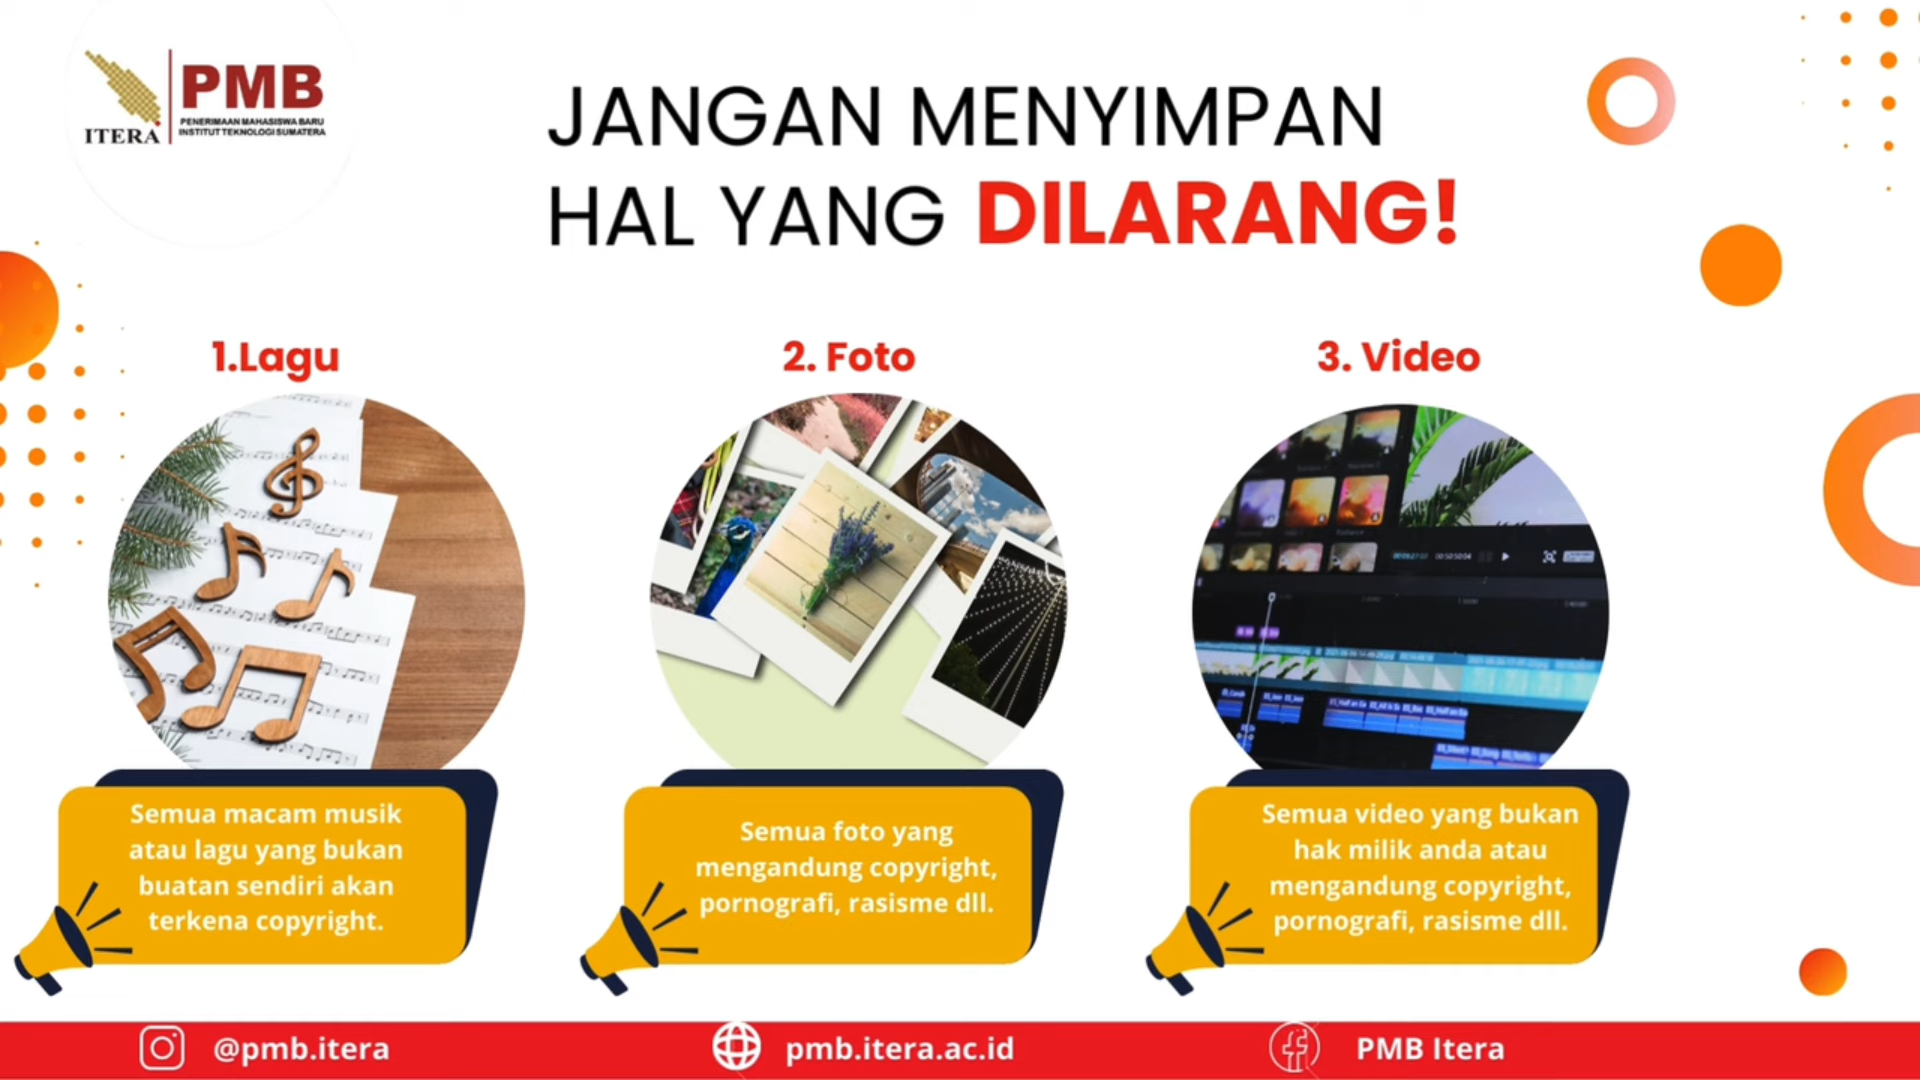 ITERA
PMB
PENERIMAAN MAHASISWA BARU
INSTITUT TEKNOLOGI SUMATERA
JANGAN MENYIMPAN
HAL YANG DILARANG!
1.Lagu
Semua macam musik
atau lagu yang bukan
buatan sendiri akan
terkena copyright.
2. Foto
Semua foto yang
mengandung copyright,
pornografi, rasisme dll.
3. Video
Semua video yang bukan
hak milik anda atau
mengandung copyright,
pornografi, rasisme dll.
@pmb.itera
pmb.itera.ac.id
PMB Itera